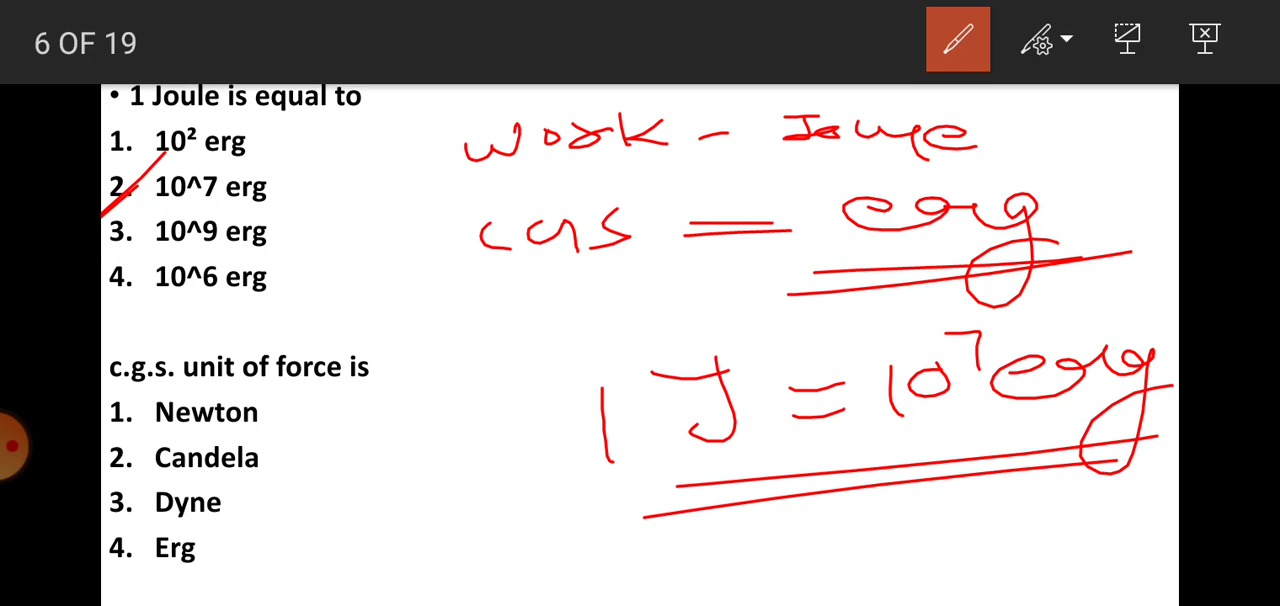 6 OF 19
• 1 Joule is equal to
1. 10² erg
2. 10^7 erg
3. 10^9 erg
4. 10^6 erg
work - Joule
cgs = erg
1 J = 10⁷ erg
c.g.s. unit of force is
1. Newton
2. Candela
3. Dyne
4. Erg